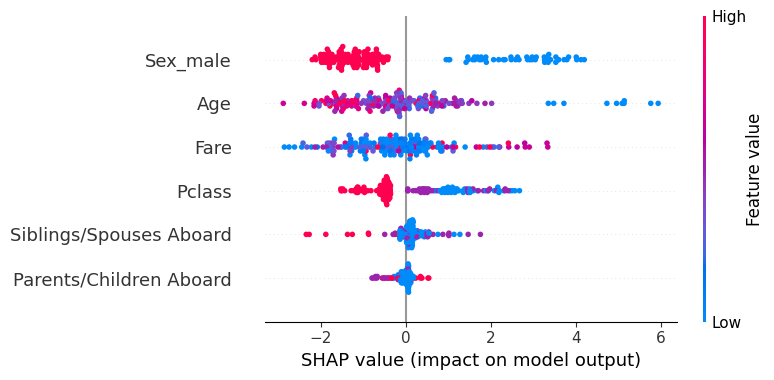 High
Sex_male
Age
Fare
Pclass
Siblings/Spouses Aboard
Parents/Children Aboard
Feature value
Low
−2 0 2 4 6
SHAP value (impact on model output)